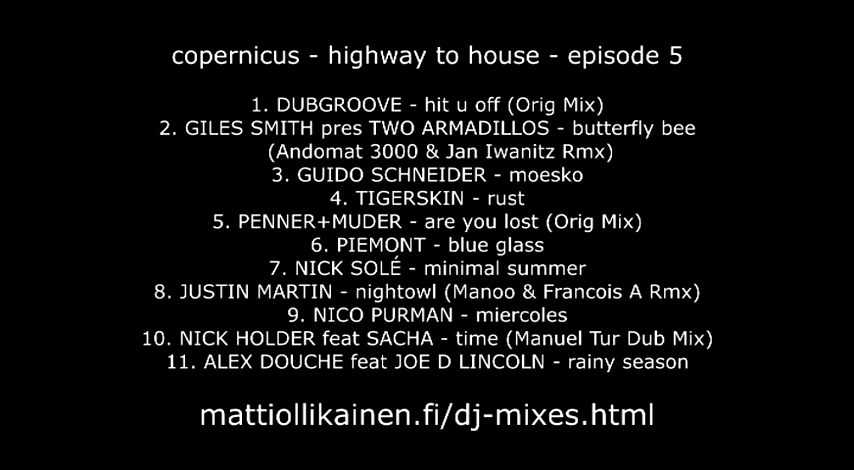 copernicus - highway to house - episode 5
1. DUBGROOVE - hit u off (Orig Mix)
2. GILES SMITH pres TWO ARMADILLOS - butterfly bee
(Andomat 3000 & Jan Iwanitz Rmx)
3. GUIDO SCHNEIDER - moesko
4. TIGERSKIN - rust
5. PENNER+MUDER - are you lost (Orig Mix)
6. PIEMONT - blue glass
7. NICK SOLÉ - minimal summer
8. JUSTIN MARTIN - nightowl (Manoo & Francois A Rmx)
9. NICO PURMAN - miercoles
10. NICK HOLDER feat SACHA - time (Manuel Tur Dub Mix)
11. ALEX DOUCHE feat JOE D LINCOLN - rainy season
mattiollikainen.fi/dj-mixes.html